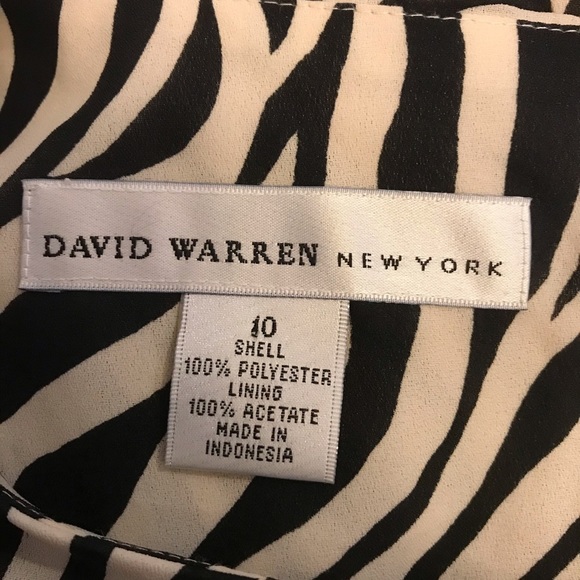 DAVID WARREN NEW YORK
10
SHELL
100% POLYESTER
LINING
100% ACETATE
MADE IN
INDONESIA